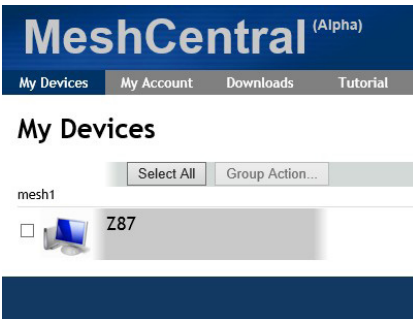 MeshCentral (Alpha)
My Devices My Account Downloads Tutorial
My Devices
Select All Group Action...
mesh1
Z87